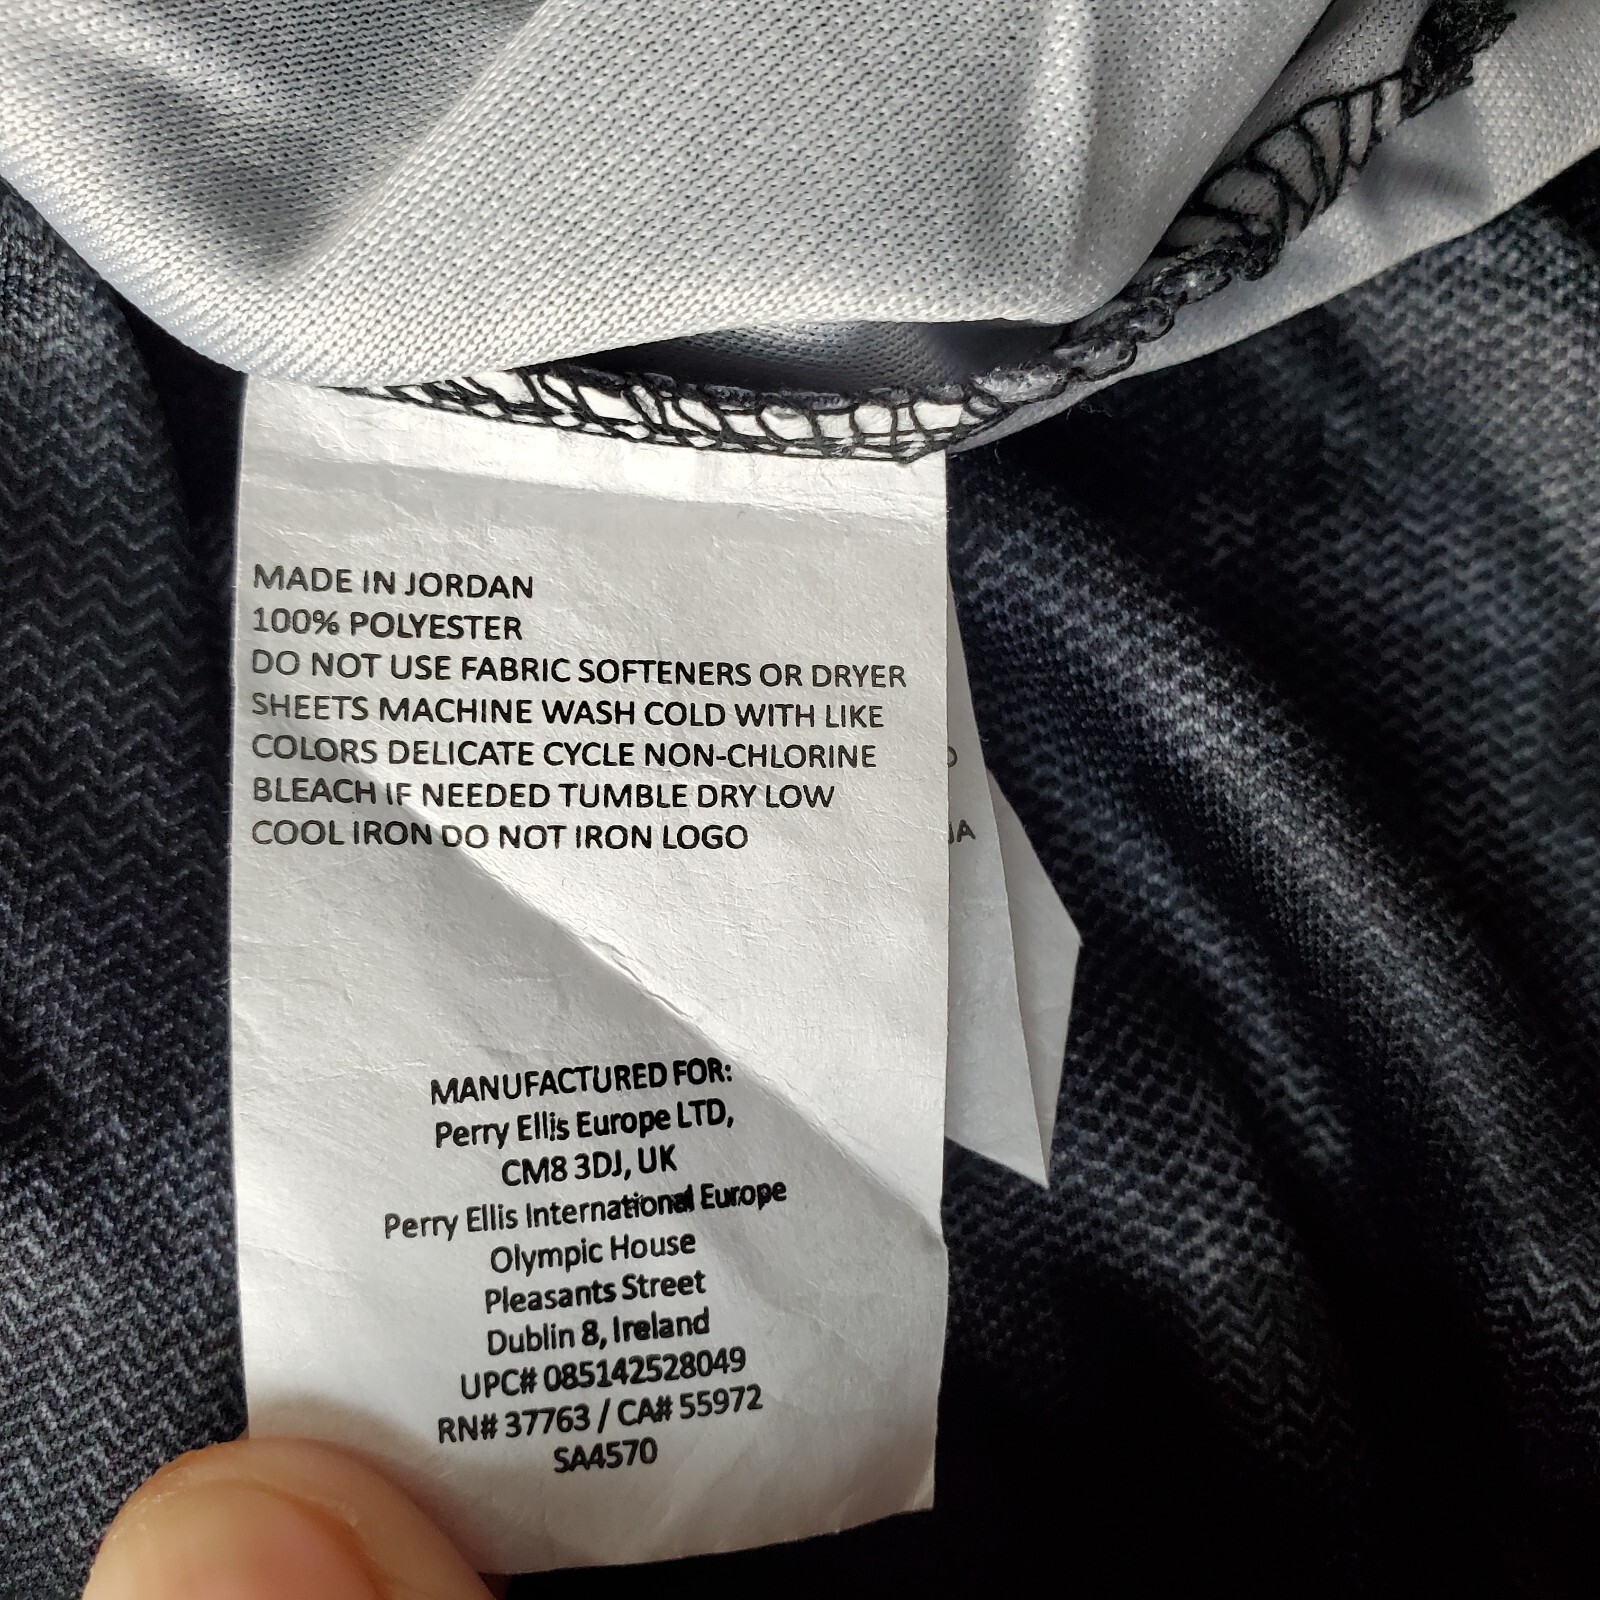 MADE IN JORDAN
100% POLYESTER
DO NOT USE FABRIC SOFTENERS OR DRYER
SHEETS MACHINE WASH COLD WITH LIKE
COLORS DELICATE CYCLE NON-CHLORINE
BLEACH IF NEEDED TUMBLE DRY LOW
COOL IRON DO NOT IRON LOGO
MANUFACTURED FOR:
Perry Ellis Europe LTD,
CM8 3DJ, UK
Perry Ellis International Europe
Olympic House
Pleasants Street
Dublin 8, Ireland
UPC# 085142528049
RN# 37763 / CA# 55972
SA4570